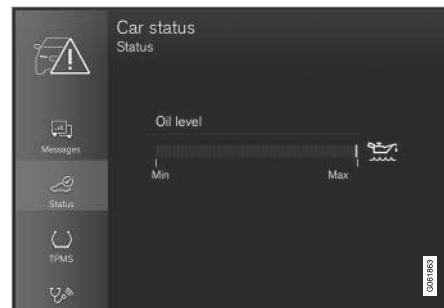 Car status
Status
Oil level
Min Max
Messages
Status
TPMS
G061863